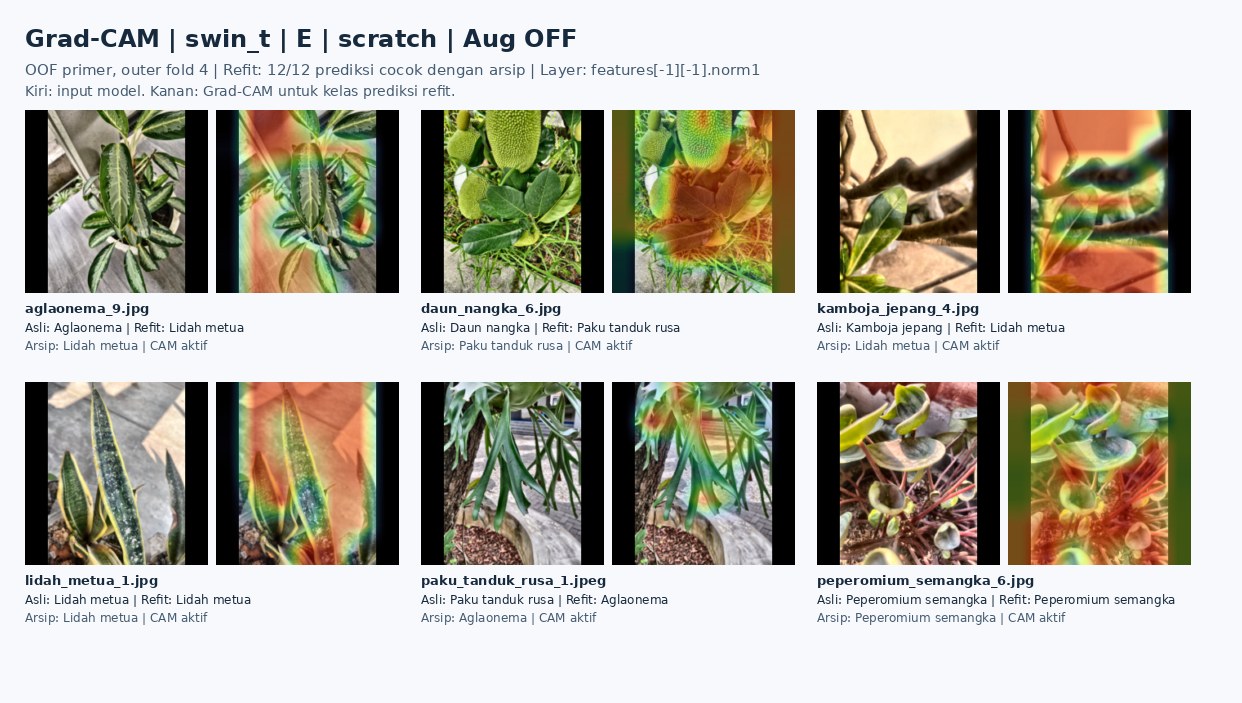 Grad-CAM | swin_t | E | scratch | Aug OFF
OOF primer, outer fold 4 | Refit: 12/12 prediksi cocok dengan arsip | Layer: features[-1][-1].norm1
Kiri: input model. Kanan: Grad-CAM untuk kelas prediksi refit.
aglaonema_9.jpg
Asli: Aglaonema | Refit: Lidah metua
Arsip: Lidah metua | CAM aktif
daun_nangka_6.jpg
Asli: Daun nangka | Refit: Paku tanduk rusa
Arsip: Paku tanduk rusa | CAM aktif
kamboja_jepang_4.jpg
Asli: Kamboja jepang | Refit: Lidah metua
Arsip: Lidah metua | CAM aktif
lidah_metua_1.jpg
Asli: Lidah metua | Refit: Lidah metua
Arsip: Lidah metua | CAM aktif
paku_tanduk_rusa_1.jpeg
Asli: Paku tanduk rusa | Refit: Aglaonema
Arsip: Aglaonema | CAM aktif
peperomium_semangka_6.jpg
Asli: Peperomium semangka | Refit: Peperomium semangka
Arsip: Peperomium semangka | CAM aktif